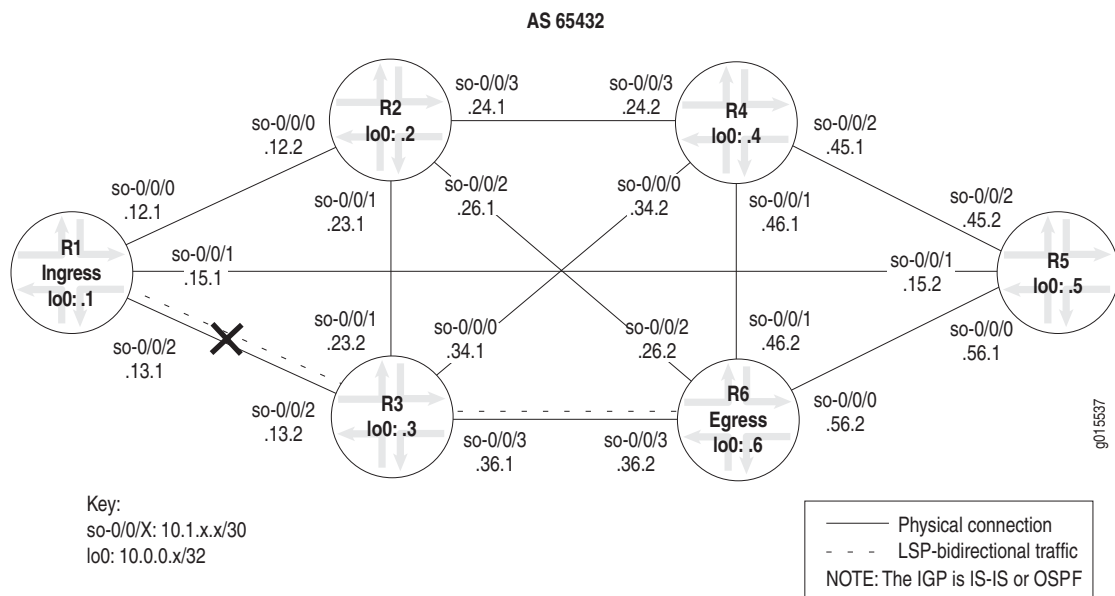 AS 65432
R2
lo0: .2
so-0/0/3
.24.1
so-0/0/3
.24.2
R4
lo0: .4
so-0/0/0
.12.2
so-0/0/2
.45.1
so-0/0/0
.12.1
so-0/0/1
.23.1
so-0/0/2
.26.1
so-0/0/0
.34.2
so-0/0/1
.46.1
so-0/0/2
.45.2
R1
Ingress
lo0: .1
so-0/0/1
.15.1
so-0/0/1
.15.2
R5
lo0: .5
so-0/0/2
.13.1
so-0/0/1
.23.2
so-0/0/0
.34.1
so-0/0/2
.26.2
so-0/0/1
.46.2
so-0/0/0
.56.1
so-0/0/2
.13.2
R3
lo0: .3
R6
Egress
lo0: .6
so-0/0/0
.56.2
so-0/0/3
.36.1
so-0/0/3
.36.2
g015537
Key:
so-0/0/X: 10.1.x.x/30
lo0: 10.0.0.x/32
Physical connection
LSP-bidirectional traffic
NOTE: The IGP is IS-IS or OSPF